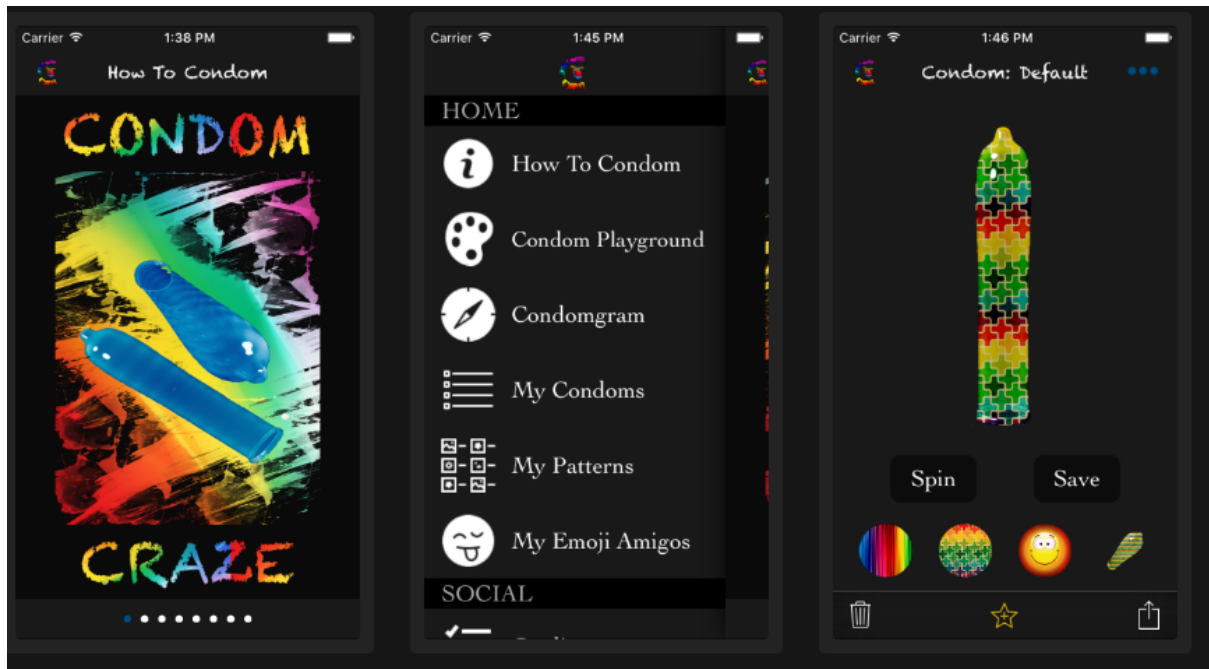 Carrier
1:38 PM
How To Condom
CONDOM
CRAZE
Carrier
1:45 PM
HOME
How To Condom
Condom Playground
Condomgram
My Condoms
My Patterns
My Emoji Amigos
SOCIAL
Carrier
1:46 PM
Condom: Default
Spin
Save